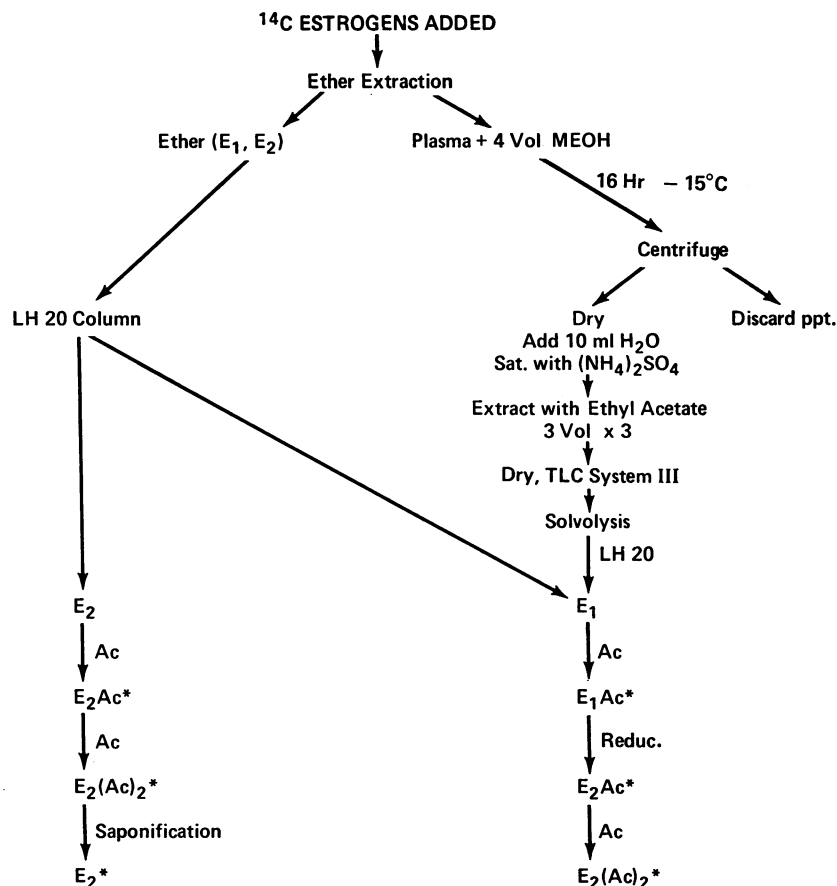 ¹⁴C ESTROGENS ADDED
Ether Extraction
Ether (E₁, E₂)
Plasma + 4 Vol MEOH
16 Hr – 15°C
Centrifuge
LH 20 Column
Dry
Add 10 ml H₂O
Sat. with (NH₄)₂SO₄
Discard ppt.
Extract with Ethyl Acetate
3 Vol x 3
Dry, TLC System III
Solvolysis
LH 20
E₂
E₁
Ac
Ac
E₂Ac*
E₁Ac*
Ac
Reduc.
E₂(Ac)₂*
E₂Ac*
Saponification
Ac
E₂*
E₂(Ac)₂*